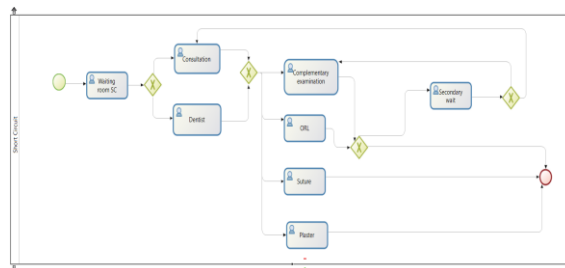 Short Circuit
Waiting
room SC
Consultation
Dentist
Complementary
examination
ORL
Suture
Plaster
Secondary
wait